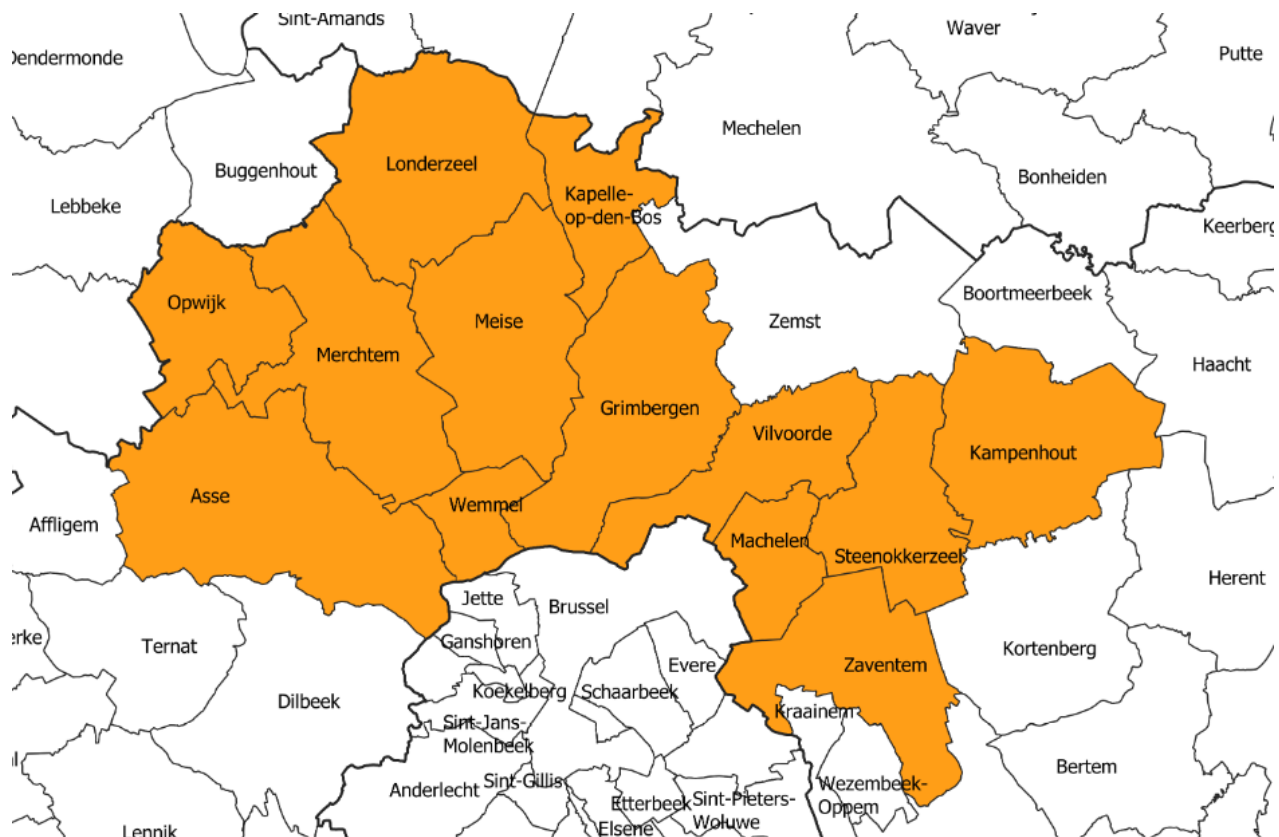 Sint-Amands
Waver
Dendermonde
Putte
Mechelen
Londerzeel
Buggenhout
Bonheiden
Kapelle-
op-den-Bos
Lebbeke
Keerberg
Boortmeerbeek
Opwijk
Meise
Zemst
Merchtem
Haacht
Grimbergen
Vilvoorde
Kampenhout
Asse
Wemmel
Affligem
Machelen
Steenokkerzeel
Herent
Jette
Brussel
Ganshoren
erke
Ternat
Kortenberg
Evere
Zaventem
Koekelberg
Schaarbeek
Dilbeek
Kraainem
Sint-Jans-
Molenbeek
Bertem
Anderlecht
Sint-Gillis
Wezembeek-
Oppem
Etterbeek
Sint-Pieters-
Woluwe
Elsene
Lennik